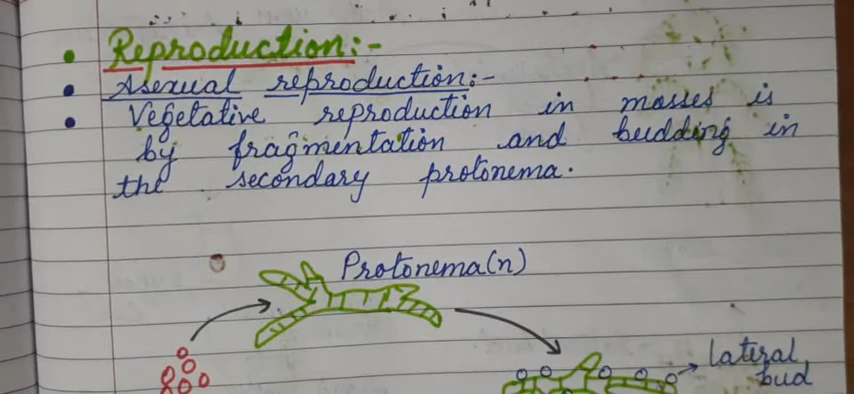 Reproduction:-
Asexual reproduction:-
Vegetative reproduction in mosses is
by fragmentation and budding in
the secondary protonema.
Protonema(n)
lateral
bud